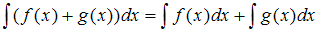 ∫(f(x) + g(x))dx = ∫f(x)dx + ∫g(x)dx